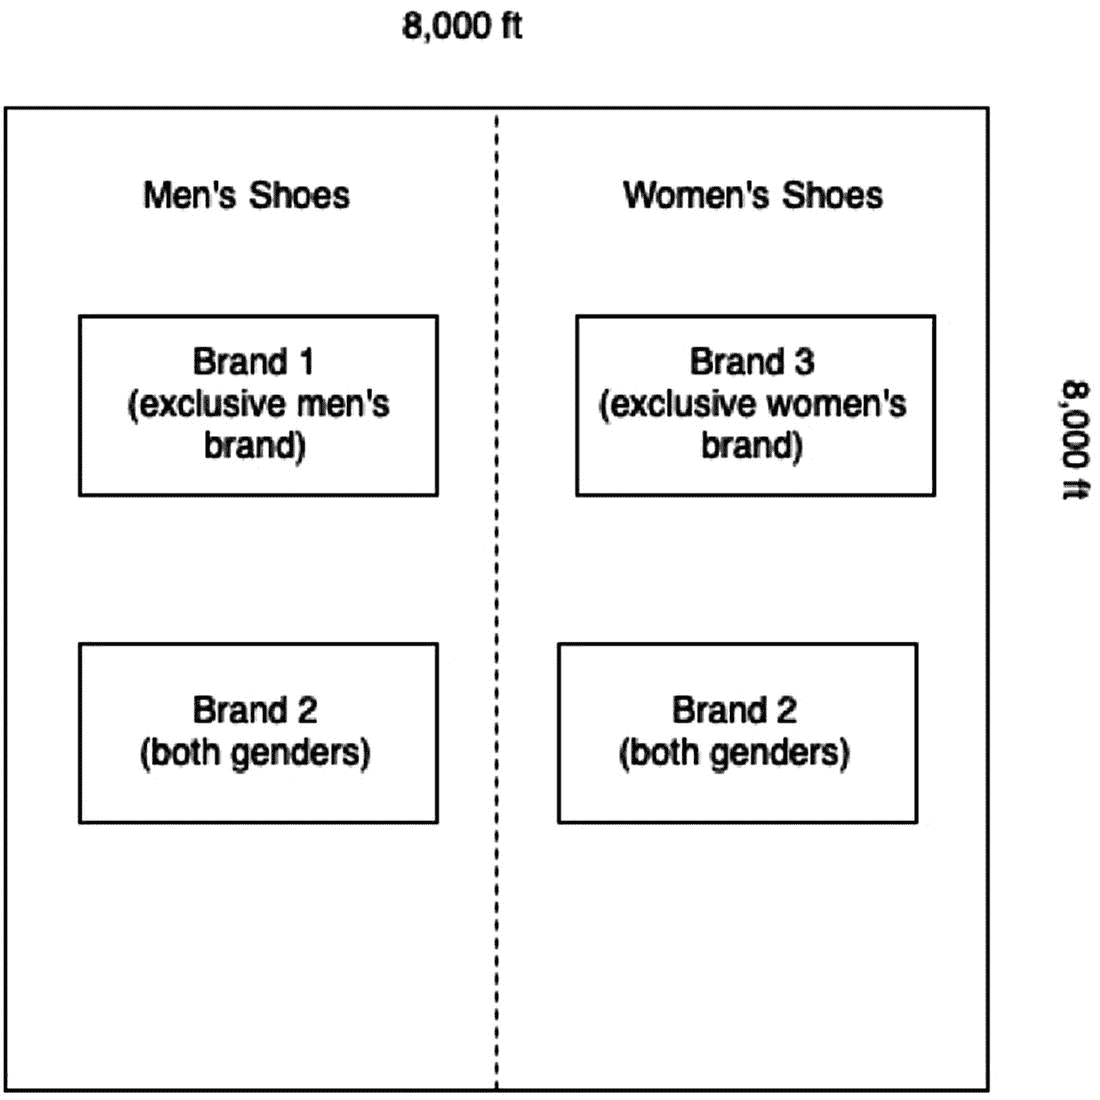 8,000 ft
Men's Shoes
Women's Shoes
Brand 1
(exclusive men's
brand)
Brand 3
(exclusive women's
brand)
8,000 ft
Brand 2
(both genders)
Brand 2
(both genders)